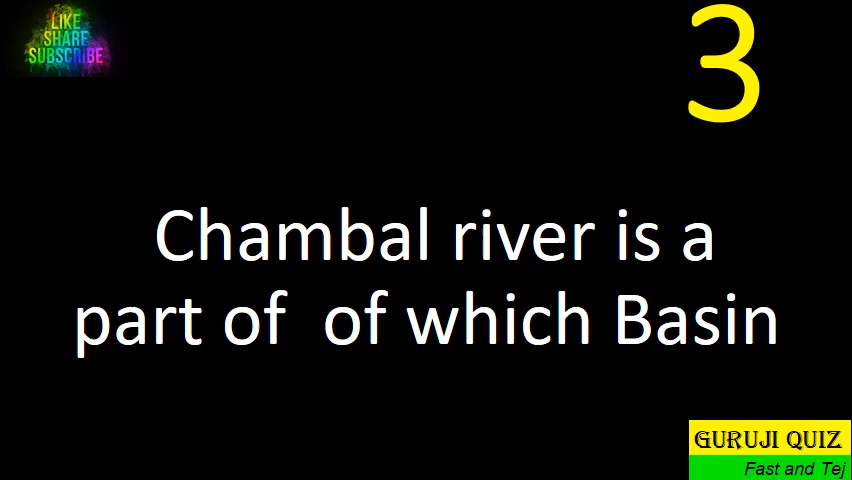 LIKE
SHARE
SUBSCRIBE
3
Chambal river is a
part of  of which Basin
GURUJI QUIZ
Fast and Tej